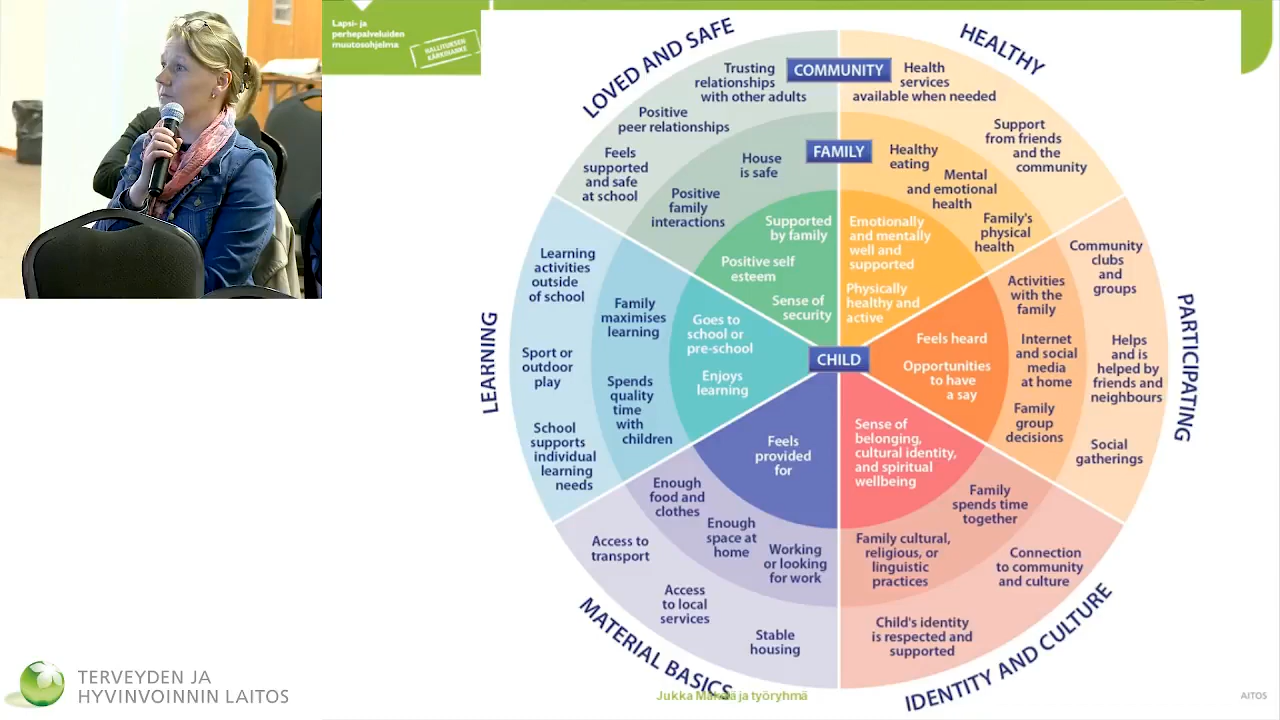 Lapsi- ja
perhepalveluiden
muutosohjelma
HALLITUKSEN
KÄRKIHANKE
LOVED AND SAFE
HEALTHY
COMMUNITY
Trusting
relationships
with other adults
Positive
peer relationships
Feels
supported
and safe
at school
Health
services
available when needed
Support
from friends
and the
community
FAMILY
House
is safe
Positive
family
interactions
Healthy
eating
Mental
and emotional
health
Family's
physical
health
Supported
by family
Positive self
esteem
Sense of
security
Emotionally
and mentally
well and
supported
Physically
healthy and
active
LEARNING
Learning
activities
outside
of school
Sport or
outdoor
play
School
supports
individual
learning
needs
Family
maximises
learning
Spends
quality
time
with
children
Goes to
school or
pre-school
Enjoys
learning
CHILD
Feels heard
Opportunities
to have
a say
Activities
with the
family
Internet
and social
media
at home
Family
group
decisions
Community
clubs
and
groups
Helps
and is
helped by
friends and
neighbours
Social
gatherings
PARTICIPATING
Feels
provided
for
Enough
food and
clothes
Enough
space at
home
Working
or looking
for work
Access to
transport
Access
to local
services
Stable
housing
MATERIAL BASICS
Sense of
belonging,
cultural identity,
and spiritual
wellbeing
Family
spends time
together
Family cultural,
religious, or
linguistic
practices
Connection
to community
and culture
Child's identity
is respected and
supported
IDENTITY AND CULTURE
TERVEYDEN JA
HYVINVOINNIN LAITOS
Jukka Mäkelä ja työryhmä
AITOS